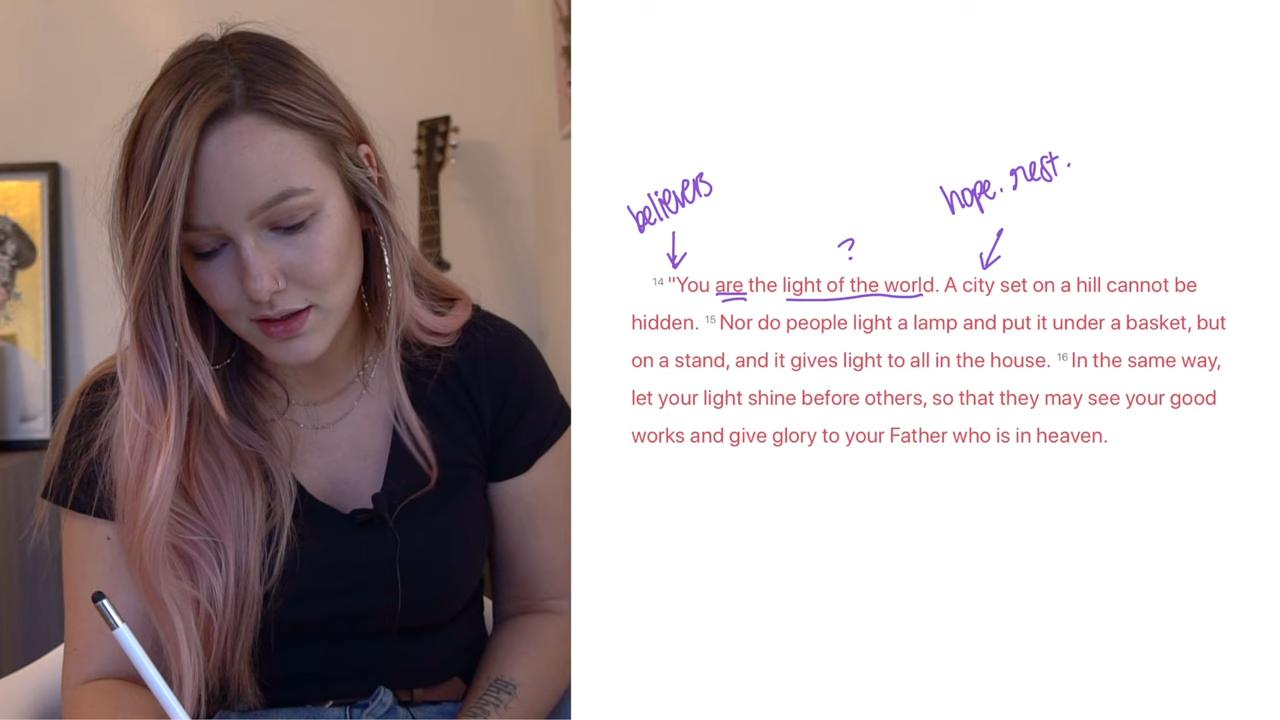 believers
hope. rest.
?
14 "You are the light of the world. A city set on a hill cannot be
hidden. 15 Nor do people light a lamp and put it under a basket, but
on a stand, and it gives light to all in the house. 16 In the same way,
let your light shine before others, so that they may see your good
works and give glory to your Father who is in heaven.